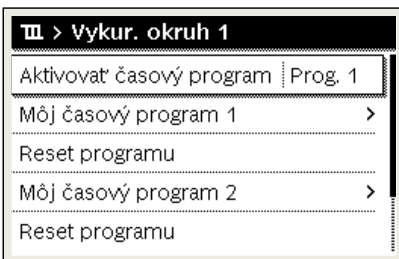 > Vykur. okruh 1
Aktivovať časový program Prog. 1
Môj časový program 1 >
Reset programu
Môj časový program 2 >
Reset programu